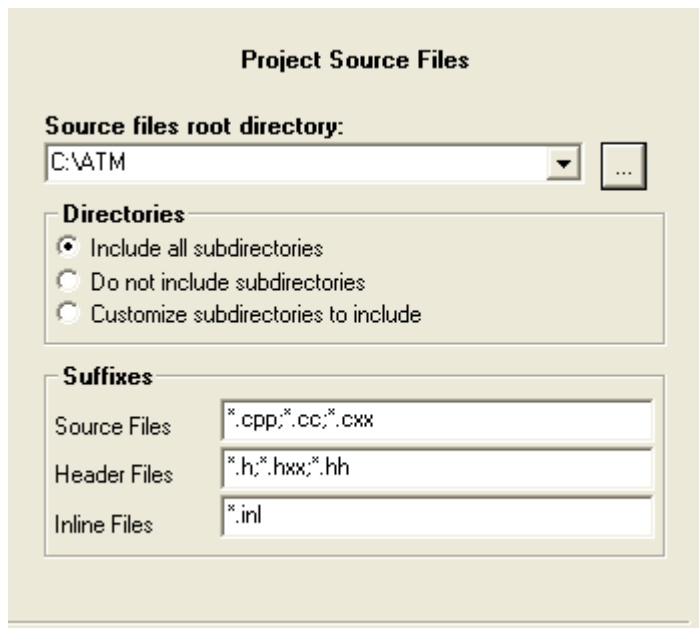 Project Source Files
Source files root directory:
C:\ATM
...
Directories
Include all subdirectories
Do not include subdirectories
Customize subdirectories to include
Suffixes
Source Files *.cpp;*.cc;*.cxx
Header Files *.h;*.hxx;*.hh
Inline Files *.inl